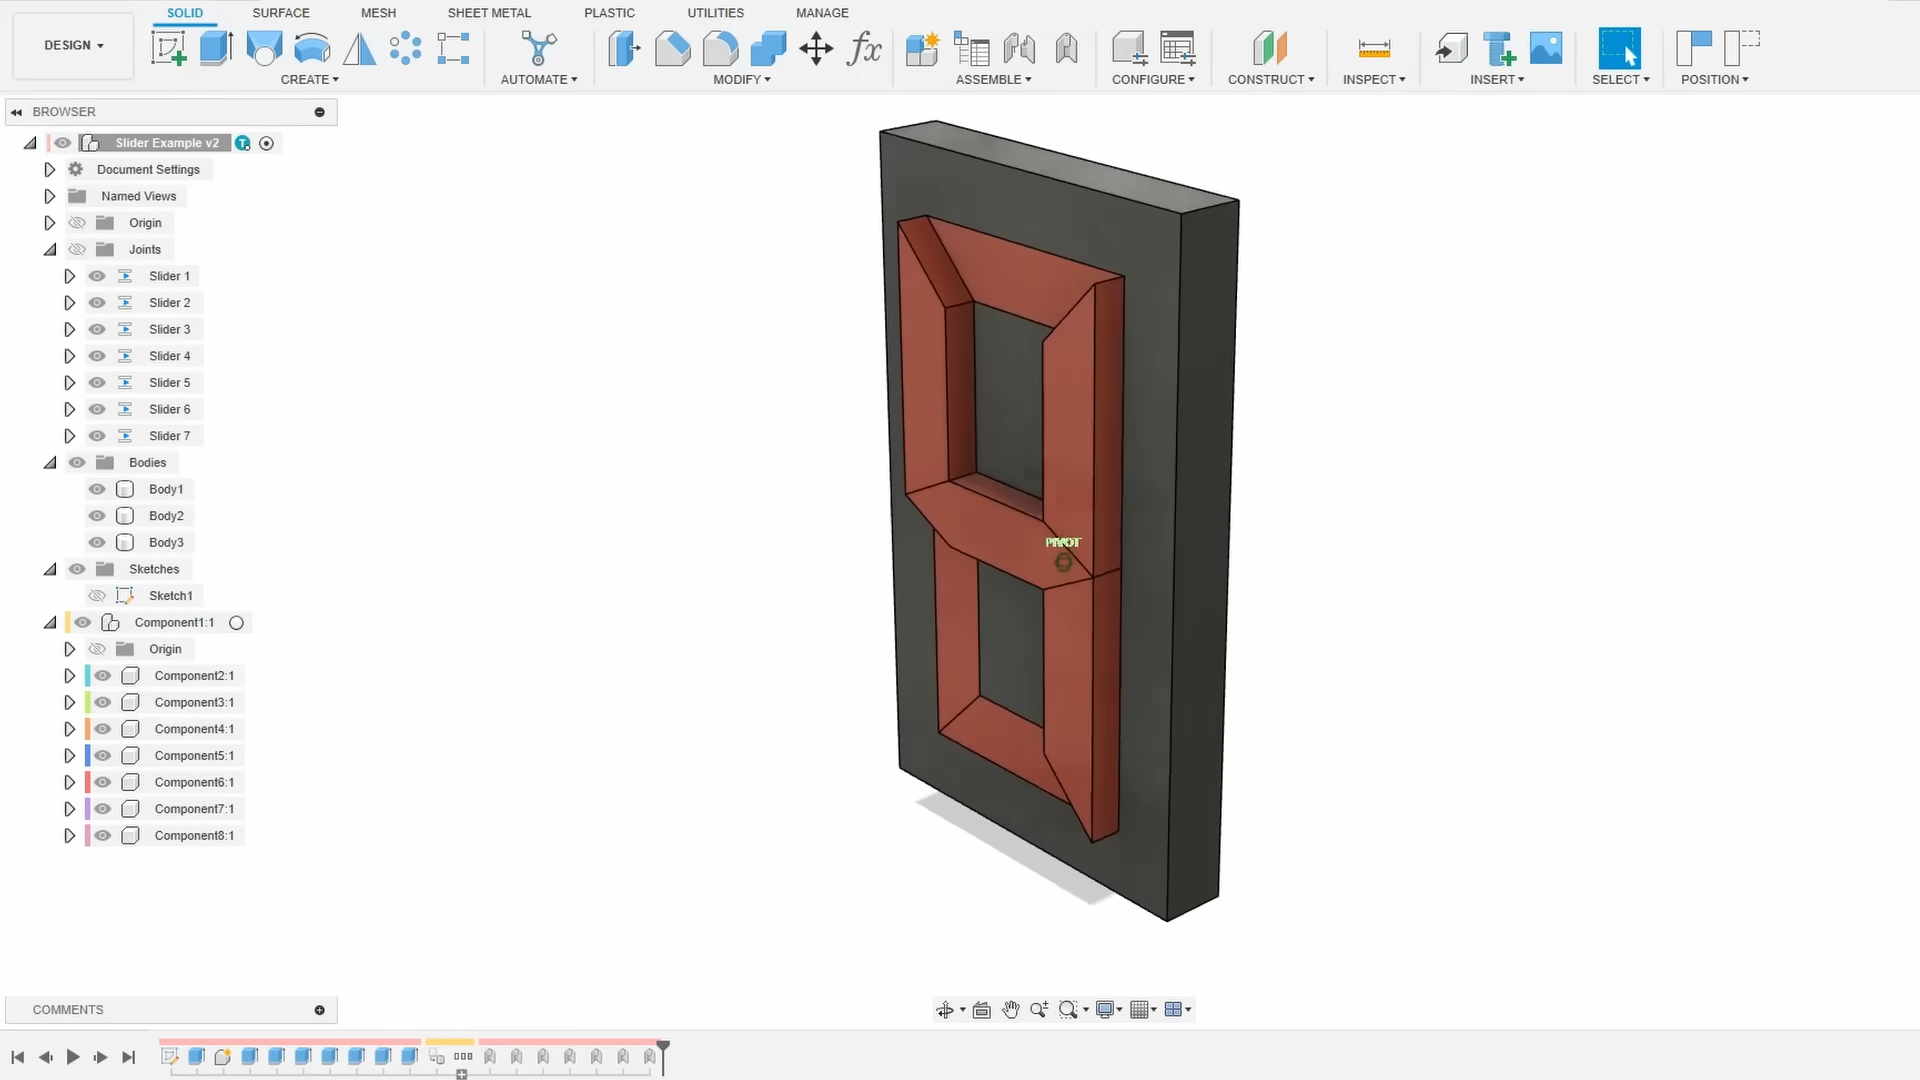 SOLID SURFACE MESH SHEET METAL PLASTIC UTILITIES MANAGE
DESIGN
fx
CREATE AUTOMATE MODIFY ASSEMBLE CONFIGURE CONSTRUCT INSPECT INSERT SELECT POSITION
BROWSER
Slider Example v2
Document Settings
Named Views
Origin
Joints
Slider 1
Slider 2
Slider 3
Slider 4
Slider 5
Slider 6
Slider 7
Bodies
Body1
Body2
Body3
Sketches
Sketch1
Component1:1
Origin
Component2:1
Component3:1
Component4:1
Component5:1
Component6:1
Component7:1
Component8:1
PIVOT
COMMENTS